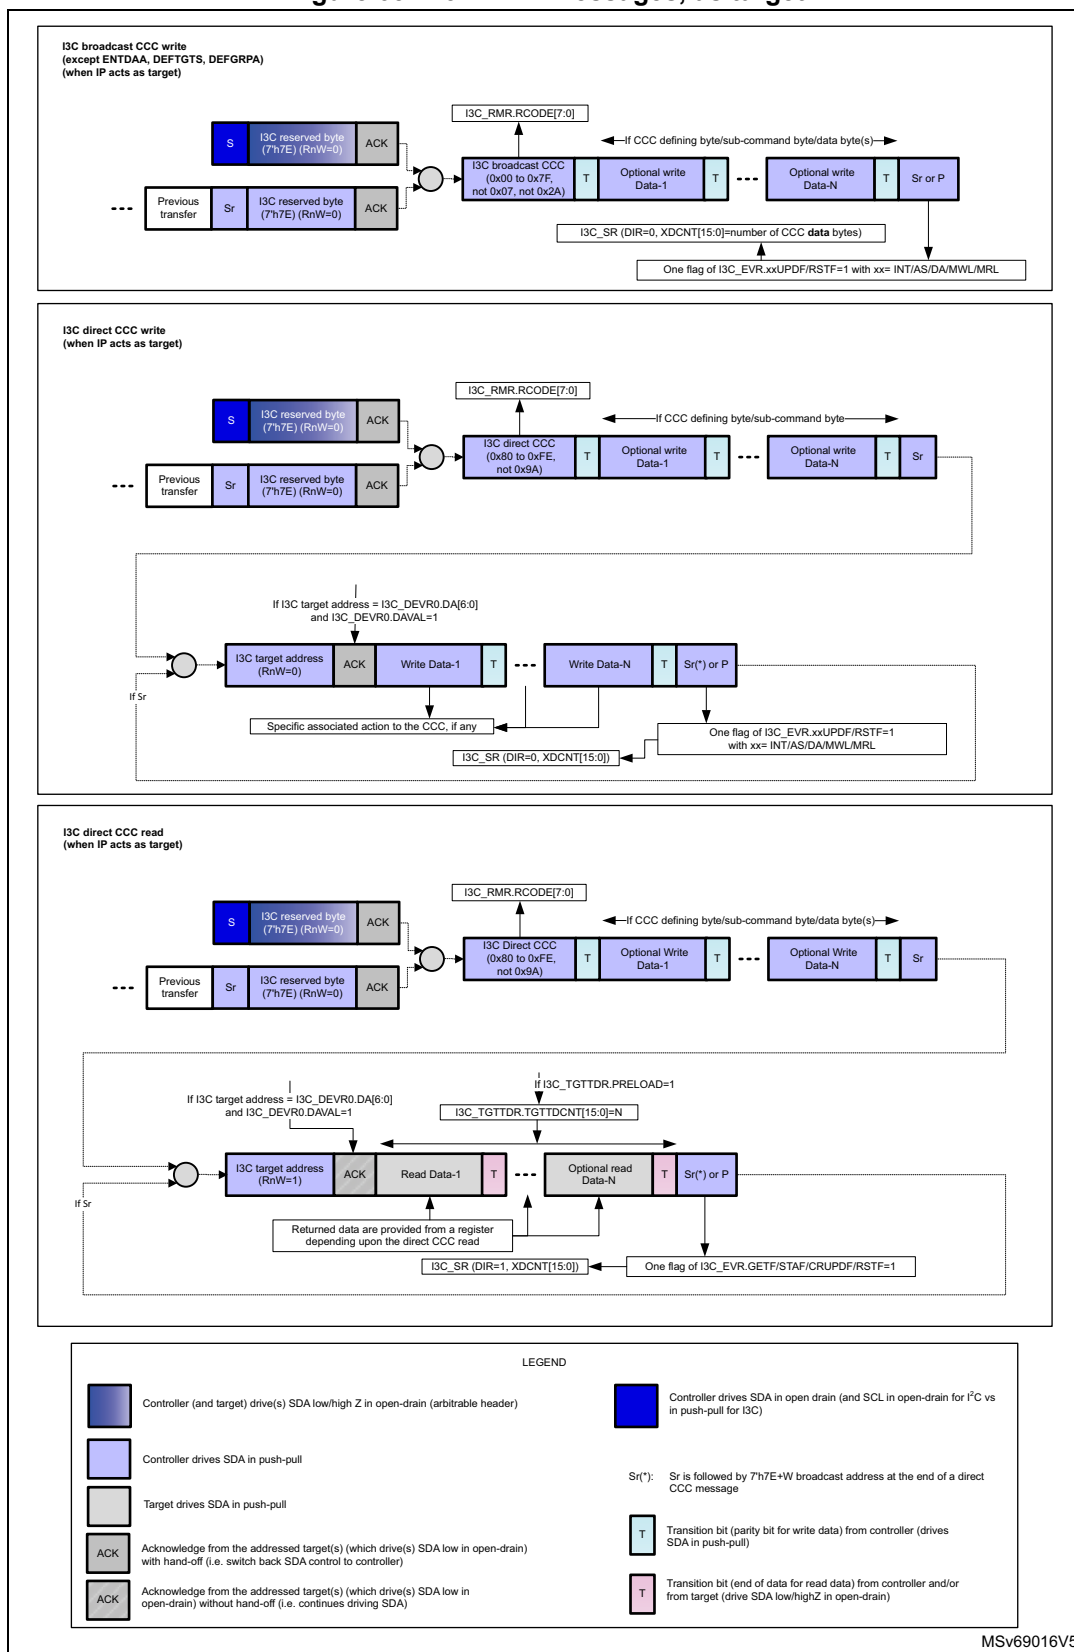 I3C broadcast CCC write
(except ENTDAA, DEFTGTS, DEFGRPA)
(when IP acts as target)
I3C_RMR.RCODE[7:0]
If CCC defining byte/sub-command byte/data byte(s)
S
I3C reserved byte
(7'h7E) (RnW=0)
ACK
I3C broadcast CCC
(0x00 to 0x7F,
not 0x07, not 0x2A)
T
Optional write
Data-1
T
Optional write
Data-N
T
Sr or P
Previous
transfer
Sr
I3C reserved byte
(7'h7E) (RnW=0)
ACK
I3C_SR (DIR=0, XDCNT[15:0]=number of CCC data bytes)
One flag of I3C_EVR.xxUPDF/RSTF=1 with xx= INT/AS/DA/MWL/MRL
I3C direct CCC write
(when IP acts as target)
I3C_RMR.RCODE[7:0]
If CCC defining byte/sub-command byte
S
I3C reserved byte
(7'h7E) (RnW=0)
ACK
I3C direct CCC
(0x80 to 0xFE,
not 0x9A)
T
Optional write
Data-1
T
Optional write
Data-N
T
Sr
Previous
transfer
Sr
I3C reserved byte
(7'h7E) (RnW=0)
ACK
If I3C target address = I3C_DEVR0.DA[6:0]
and I3C_DEVR0.DAVAL=1
I3C target address
(RnW=0)
ACK
Write Data-1
T
Write Data-N
T
Sr(*) or P
If Sr
Specific associated action to the CCC, if any
One flag of I3C_EVR.xxUPDF/RSTF=1
with xx= INT/AS/DA/MWL/MRL
I3C_SR (DIR=0, XDCNT[15:0])
I3C direct CCC read
(when IP acts as target)
I3C_RMR.RCODE[7:0]
If CCC defining byte/sub-command byte/data byte(s)
S
I3C reserved byte
(7'h7E) (RnW=0)
ACK
I3C Direct CCC
(0x80 to 0xFE,
not 0x9A)
T
Optional Write
Data-1
T
Optional Write
Data-N
T
Sr
Previous
transfer
Sr
I3C reserved byte
(7'h7E) (RnW=0)
ACK
If I3C_TGTTDR.PRELOAD=1
If I3C target address = I3C_DEVR0.DA[6:0]
and I3C_DEVR0.DAVAL=1
I3C_TGTTDR.TGTTDCNT[15:0]=N
I3C target address
(RnW=1)
ACK
Read Data-1
T
Optional read
Data-N
T
Sr(*) or P
If Sr
Returned data are provided from a register
depending upon the direct CCC read
I3C_SR (DIR=1, XDCNT[15:0])
One flag of I3C_EVR.GETF/STAF/CRUPDF/RSTF=1
LEGEND
Controller (and target) drive(s) SDA low/high Z in open-drain (arbitrable header)
Controller drives SDA in open drain (and SCL in open-drain for I²C vs
in push-pull for I3C)
Controller drives SDA in push-pull
Sr(*): Sr is followed by 7'h7E+W broadcast address at the end of a direct
CCC message
Target drives SDA in push-pull
T
Transition bit (parity bit for write data) from controller (drives
SDA in push-pull)
ACK
Acknowledge from the addressed target(s) (which drive(s) SDA low in open-drain)
with hand-off (i.e. switch back SDA control to controller)
ACK
Acknowledge from the addressed target(s) (which drive(s) SDA low in
open-drain) without hand-off (i.e. continues driving SDA)
T
Transition bit (end of data for read data) from controller and/or
from target (drive SDA low/highZ in open-drain)
MSv69016V5